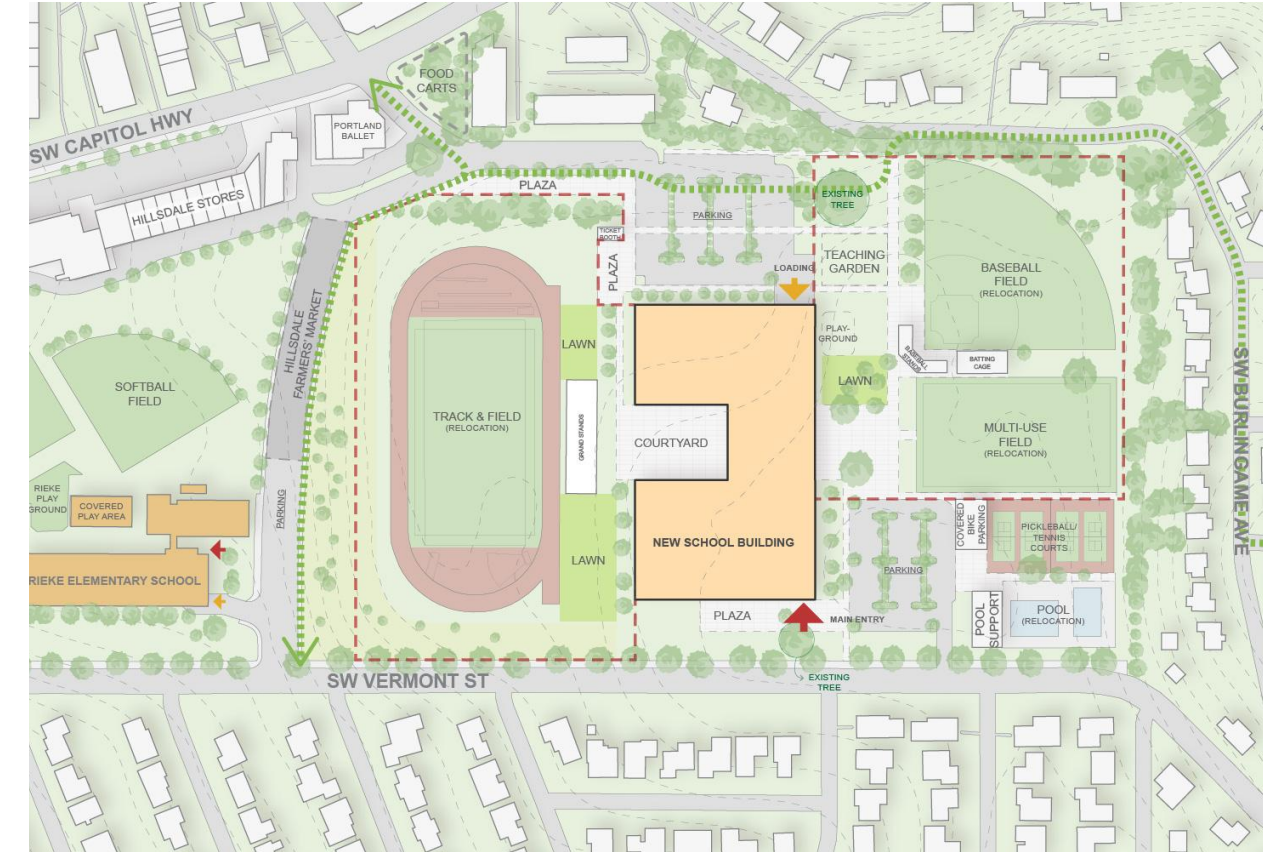 FOOD
CARTS
SW CAPITOL HWY
PORTLAND
BALLET
HILLSDALE STORES
PLAZA
EXISTING
TREE
PARKING
TICKET
BOOTH
PLAZA
TEACHING
GARDEN
LOADING
BASEBALL
FIELD
(RELOCATION)
HILLSDALE
FARMERS' MARKET
PLAY-
GROUND
LAWN
BASEBALL
STANDS
BATTING
CAGE
LAWN
SOFTBALL
FIELD
TRACK & FIELD
(RELOCATION)
GRAND STANDS
COURTYARD
MULTI-USE
FIELD
(RELOCATION)
SW BURLINGAME AVE
RIEKE
PLAY
GROUND
COVERED
PLAY AREA
PARKING
NEW SCHOOL BUILDING
COVERED
BIKE
PARKING
PICKLEBALL/
TENNIS
COURTS
LAWN
PARKING
RIEKE ELEMENTARY SCHOOL
PLAZA
MAIN ENTRY
POOL
SUPPORT
POOL
(RELOCATION)
SW VERMONT ST
EXISTING
TREE